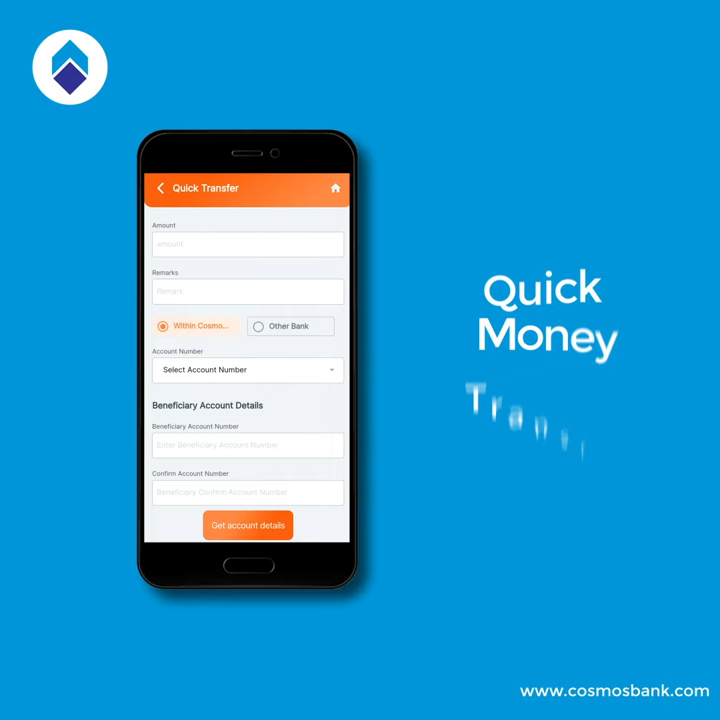 Quick Transfer
Amount
amount
Remarks
Remark
Within Cosmo...
Other Bank
Account Number
Select Account Number
Beneficiary Account Details
Beneficiary Account Number
Enter Beneficiary Account Number
Confirm Account Number
Beneficiary Confirm Account Number
Get account details
Quick
Money
Tran
www.cosmosbank.com